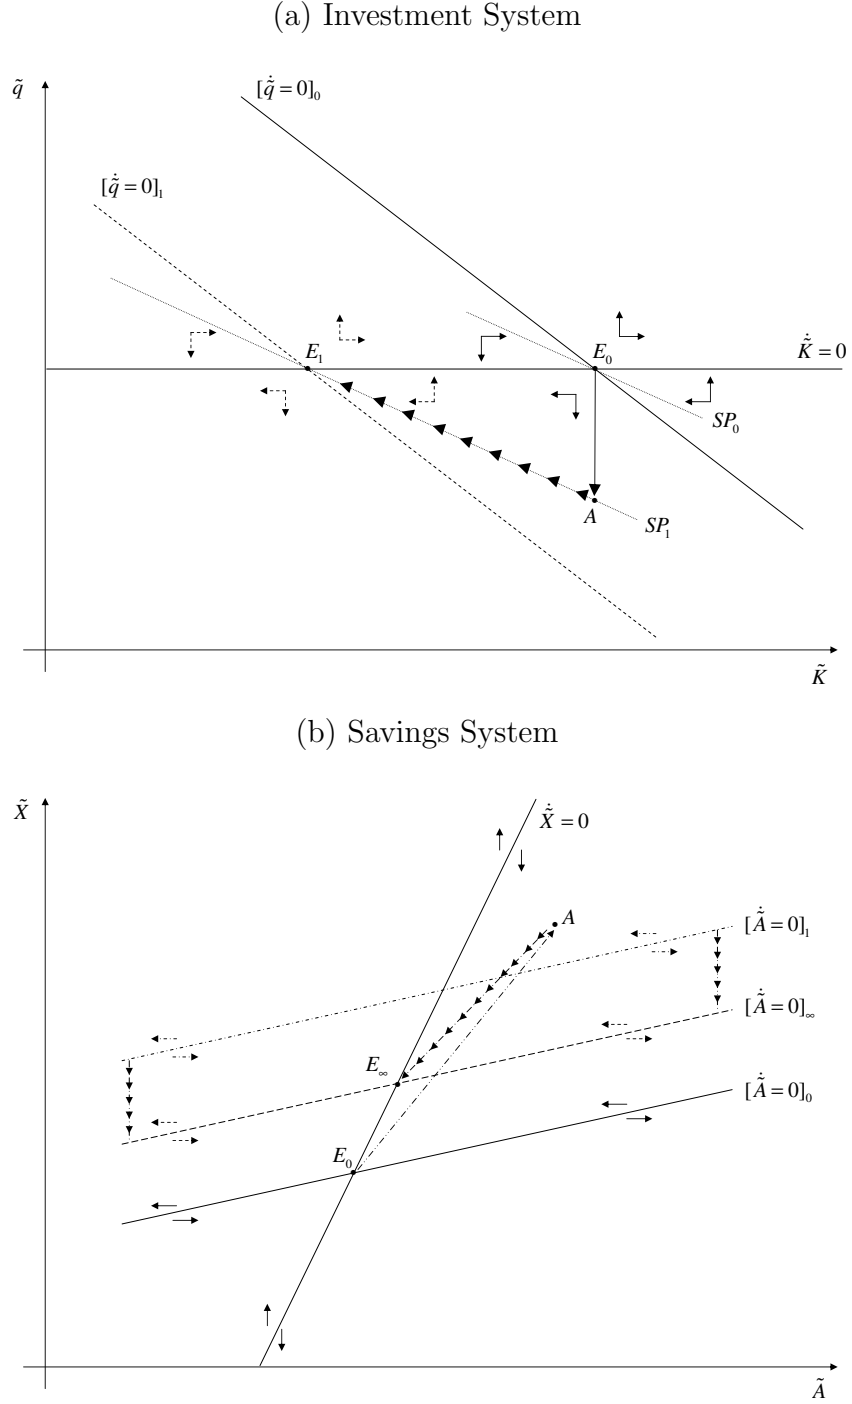 (a) Investment System
q̃
[q̃̇ = 0]₀
[q̃̇ = 0]₁
E₁
E₀
K̃̇ = 0
SP₀
A
SP₁
K̃
(b) Savings System
X̃
X̃̇ = 0
A
[Ã̇ = 0]₁
[Ã̇ = 0]∞
E∞
[Ã̇ = 0]₀
E₀
Ã